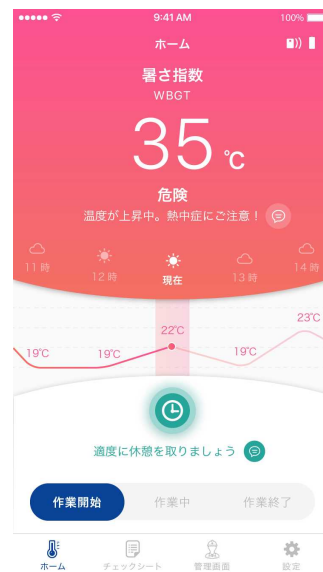 9:41 AM
100%
ホーム
暑さ指数
WBGT
35℃
危険
温度が上昇中。熱中症にご注意！
11時
12時
現在
13時
14時
19℃
19℃
22℃
19℃
23℃
適度に休憩を取りましょう
作業開始
作業中
作業終了
ホーム
チェックシート
管理画面
設定